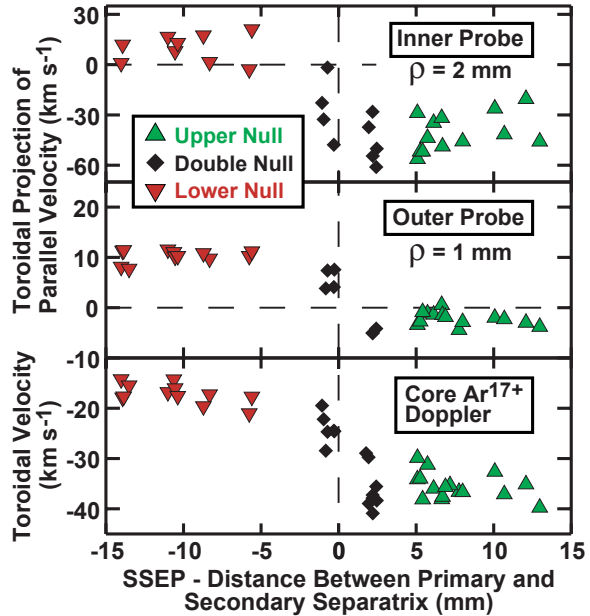 Toroidal Projection of
Parallel Velocity (km s-1)
30
0
-30
-60
Inner Probe
ρ = 2 mm
Upper Null
Double Null
Lower Null
20
10
0
Outer Probe
ρ = 1 mm
Toroidal Velocity
(km s-1)
-10
-20
-30
-40
Core Ar17+
Doppler
-15
-10
-5
0
5
10
15
SSEP - Distance Between Primary and
Secondary Separatrix (mm)